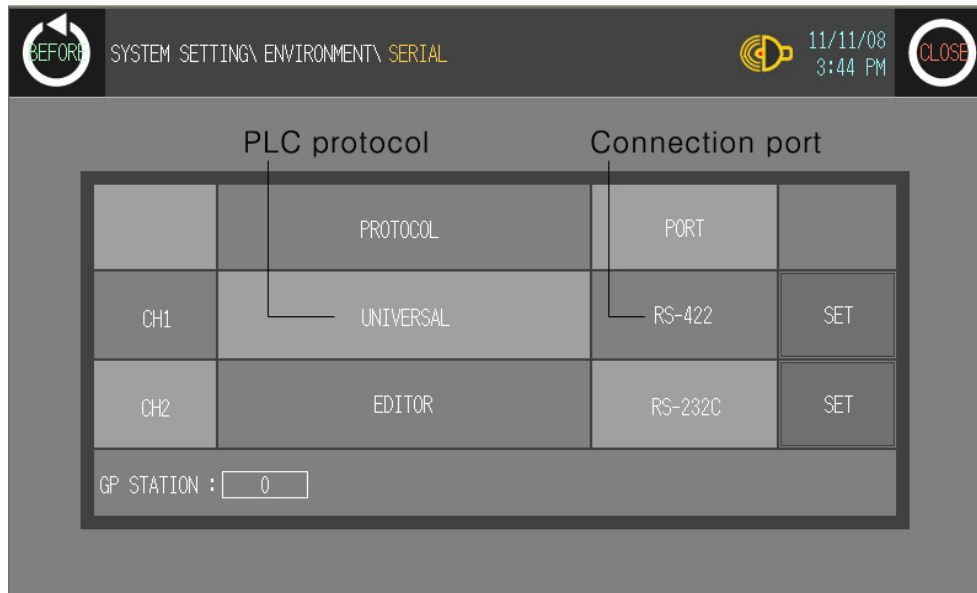 BEFORE SYSTEM SETTING\ ENVIRONMENT\ SERIAL 11/11/08 CLOSE
3:44 PM
PLC protocol Connection port
PROTOCOL PORT
CH1 UNIVERSAL RS-422 SET
CH2 EDITOR RS-232C SET
GP STATION : 0